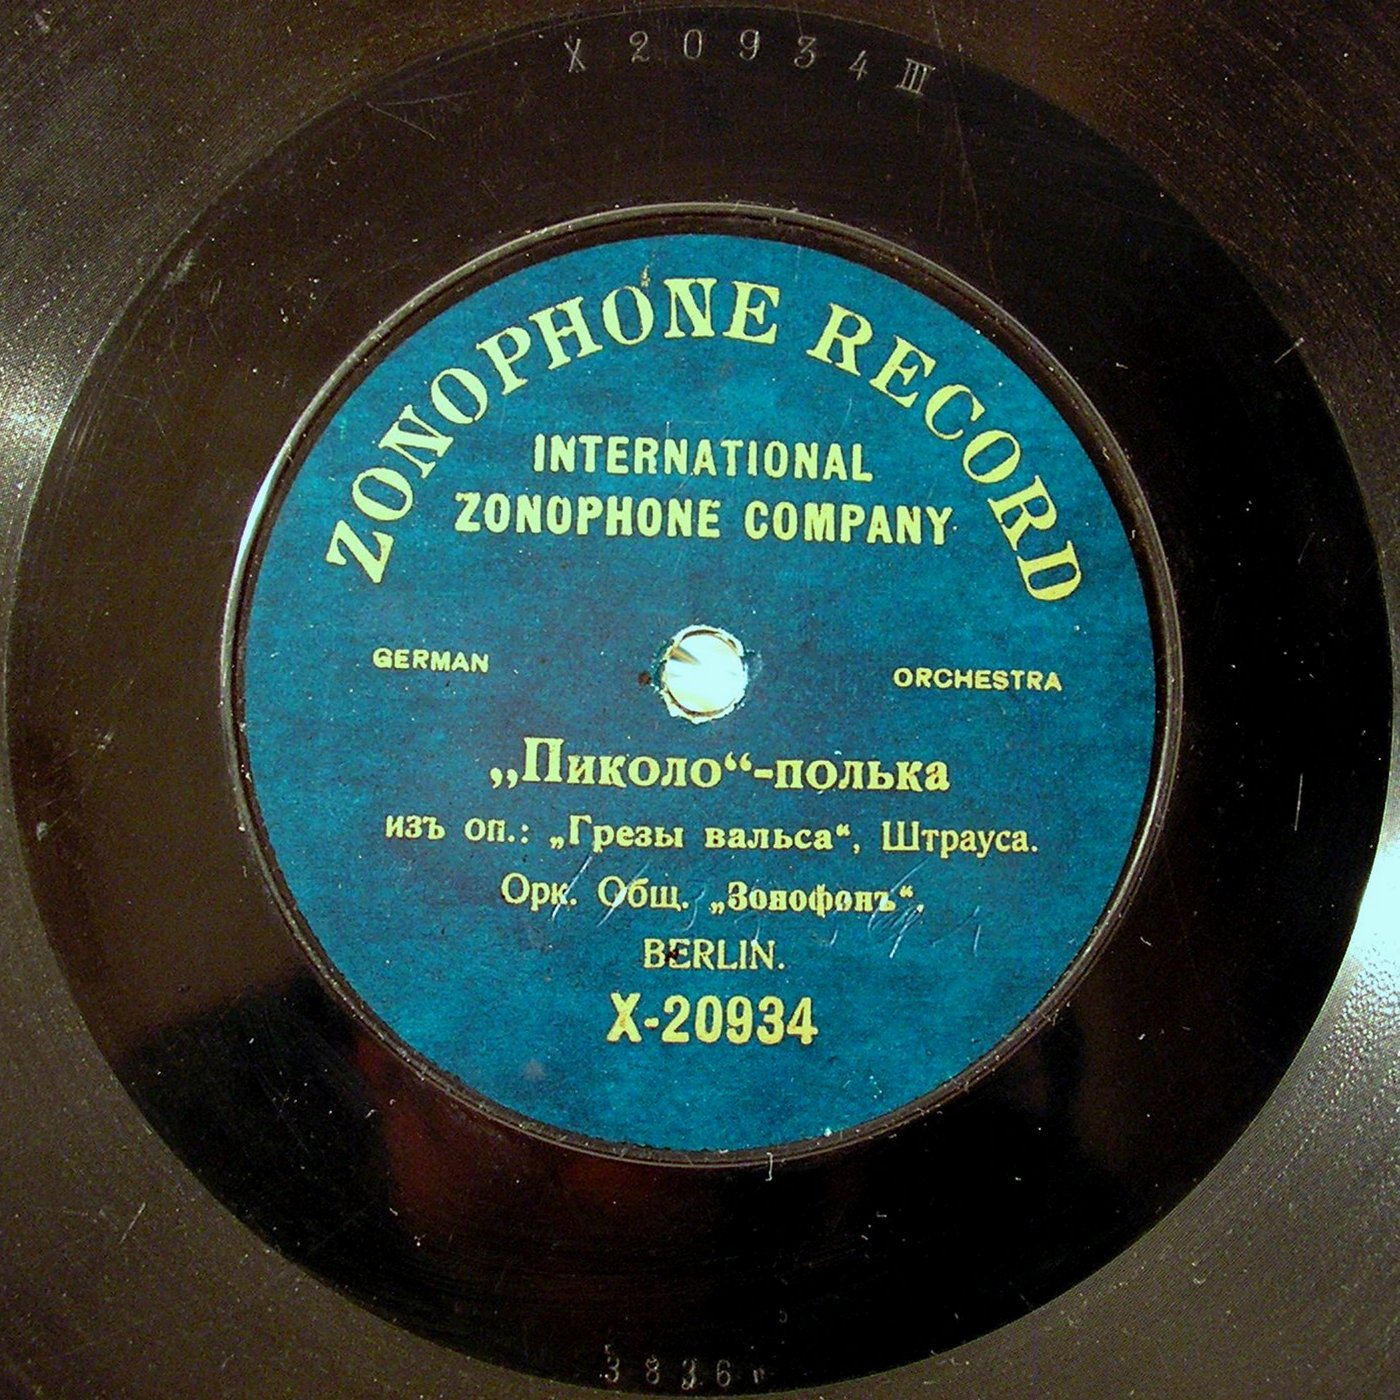 X 20934 III
ZONOPHONE RECORD
INTERNATIONAL
ZONOPHONE COMPANY
GERMAN ORCHESTRA
„Пиколо“-полька
изъ оп.: „Грезы вальса“, Штрауса.
Орк. Общ. „Зонофонъ“.
BERLIN.
X-20934